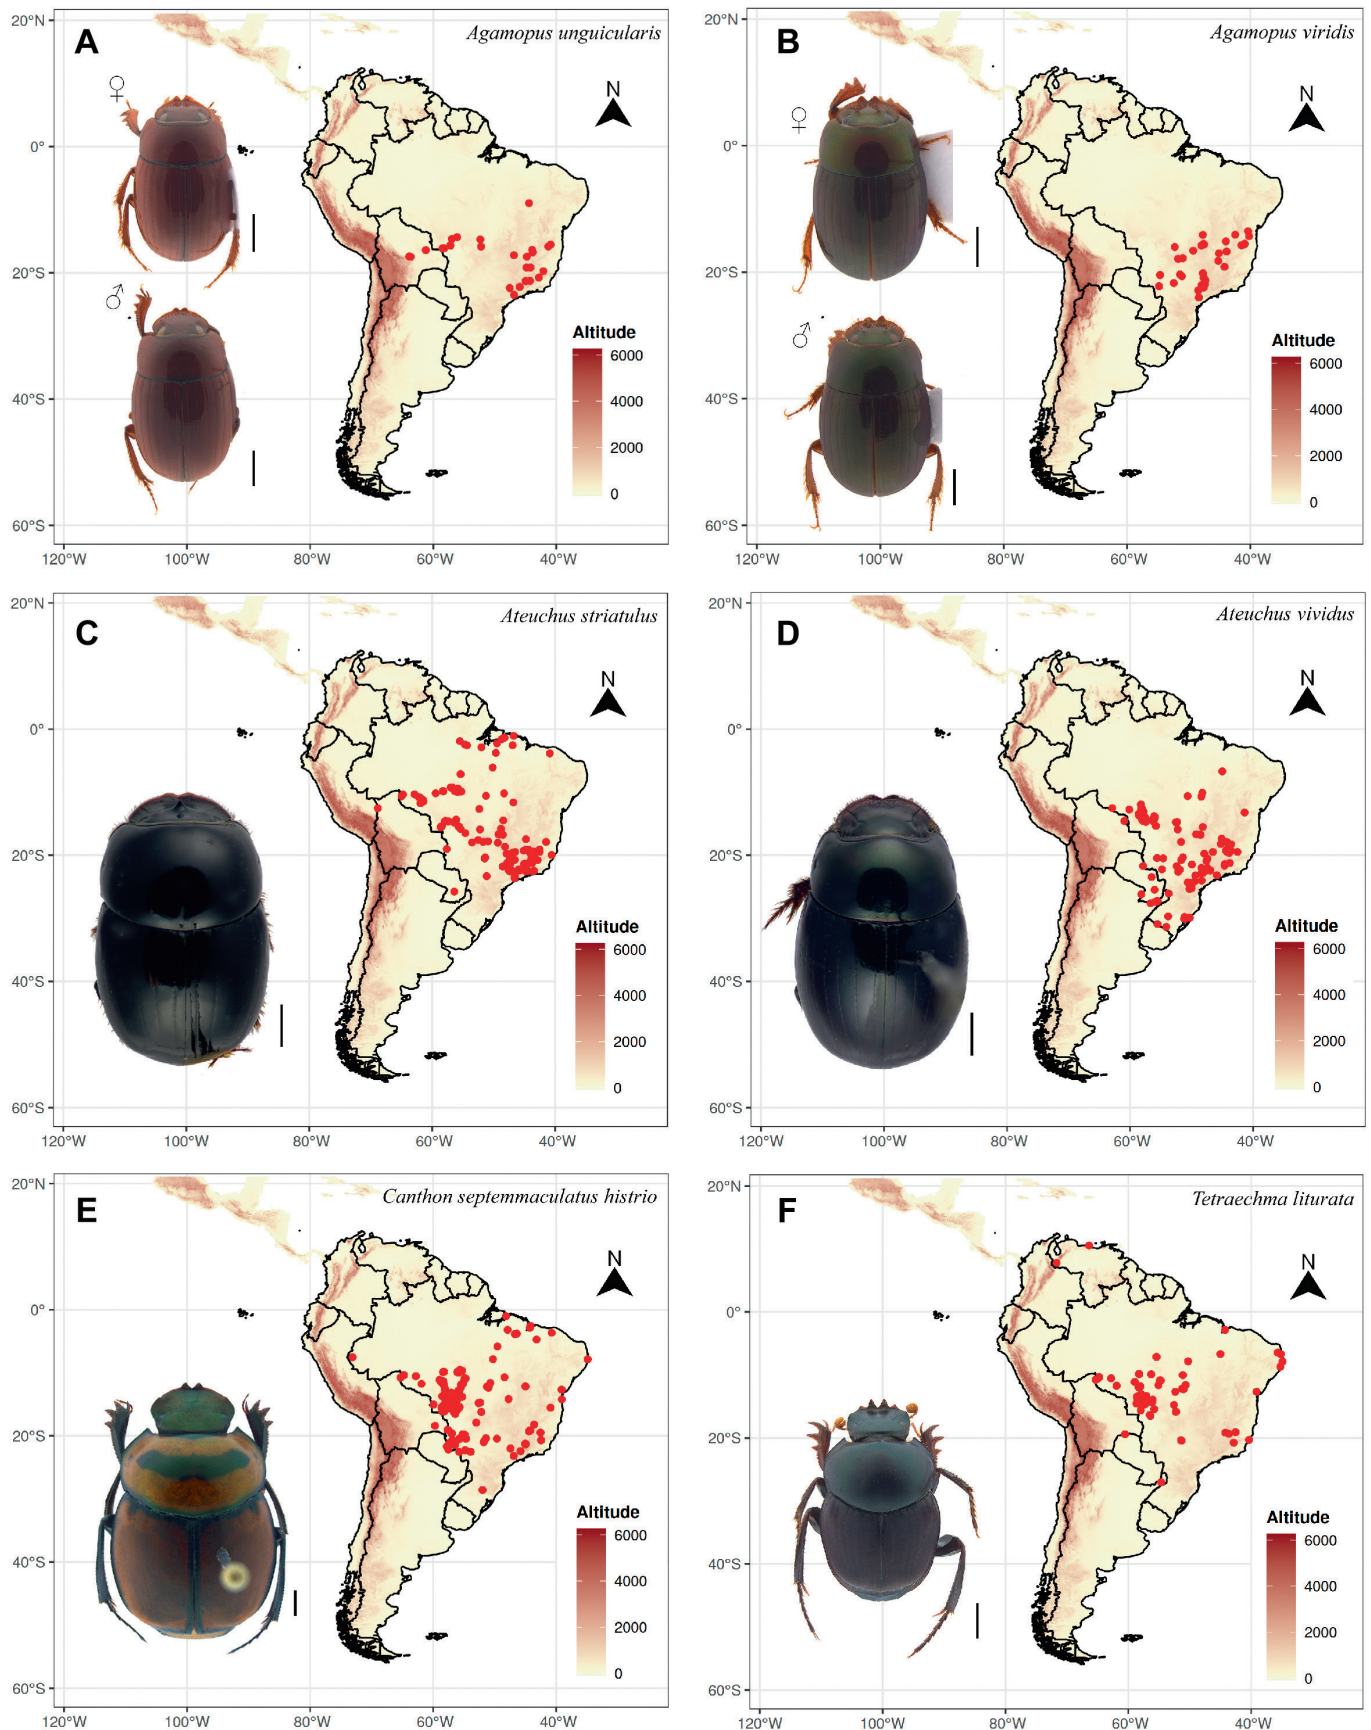 A
Agamopus unguicularis
20°N
0°
20°S
40°S
60°S
♀
♂
N
Altitude
6000
4000
2000
0
120°W 100°W 80°W 60°W 40°W
B
Agamopus viridis
20°N
0°
20°S
40°S
60°S
♀
♂
N
Altitude
6000
4000
2000
0
120°W 100°W 80°W 60°W 40°W
C
Ateuchus striatulus
20°N
0°
20°S
40°S
60°S
N
Altitude
6000
4000
2000
0
120°W 100°W 80°W 60°W 40°W
D
Ateuchus vividus
20°N
0°
20°S
40°S
60°S
N
Altitude
6000
4000
2000
0
120°W 100°W 80°W 60°W 40°W
E
Canthon septemmaculatus histrio
20°N
0°
20°S
40°S
60°S
N
Altitude
6000
4000
2000
0
120°W 100°W 80°W 60°W 40°W
F
Tetraechma liturata
20°N
0°
20°S
40°S
60°S
N
Altitude
6000
4000
2000
0
120°W 100°W 80°W 60°W 40°W